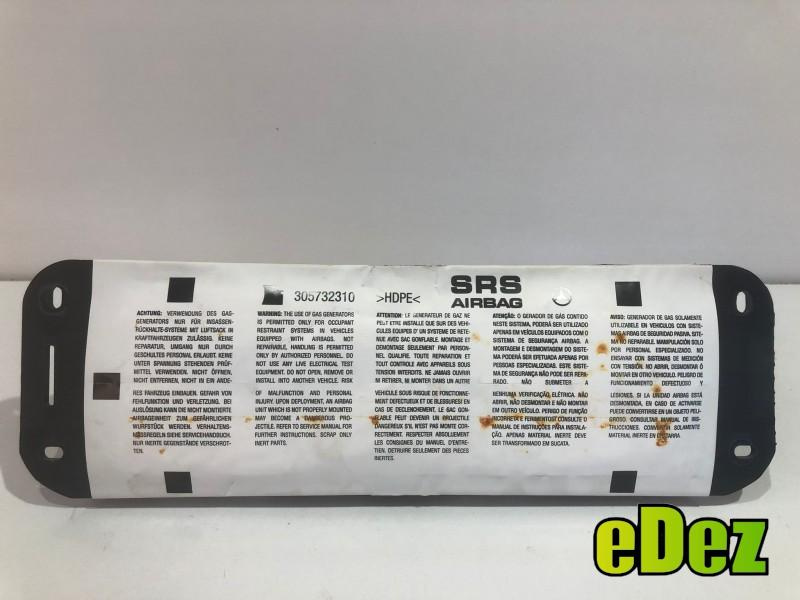 305732310
>HDPE<
SRS
AIRBAG
ACHTUNG: VERWENDUNG DES GAS-
GENERATORS NUR FÜR INSASSEN-
RÜCKHALTE-SYSTEME MIT LUFTSACK IN
KRAFTFAHRZEUGEN ZULÄSSIG. KEINE
REPARATUR, UMGANG NUR DURCH
GESCHULTES PERSONAL ERLAUBT. KEINE
UNTER SPANNUNG STEHENDEN PRÜF-
MITTEL VERWENDEN. NICHT ÖFFNEN,
NICHT ENTFERNEN, NICHT IN EIN ANDE-
RES FAHRZEUG EINBAUEN. GEFAHR VON
FEHLFUNKTION UND VERLETZUNG. BEI
AUSLÖSUNG KANN DIE NICHT MONTIERTE
AIRBAGEINHEIT ZUM GEFÄHRLICHEN
WURFSTÜCK WERDEN. VERHALTENS-
MASSREGELN SIEHE SERVICEHANDBUCH.
NUR INERTE GEGENSTÄNDE VERSCHROT-
TEN.
WARNING: THE USE OF GAS GENERATORS
IS PERMITTED ONLY FOR OCCUPANT
RESTRAINT SYSTEMS IN VEHICLES
EQUIPPED WITH AIRBAGS. NOT
REPAIRABLE, HANDLING IS PERMITTED
ONLY BY AUTHORIZED PERSONNEL. DO
NOT USE ANY LIVE ELECTRICAL TEST
EQUIPMENT. DO NOT OPEN, REMOVE OR
INSTALL INTO ANOTHER VEHICLE. RISK
OF MALFUNCTION AND PERSONAL
INJURY. UPON DEPLOYMENT, AN AIRBAG
UNIT WHICH IS NOT PROPERLY MOUNTED
MAY BECOME A DANGEROUS PRO-
JECTILE. REFER TO SERVICE MANUAL FOR
FURTHER INSTRUCTIONS. SCRAP ONLY
INERT PARTS.
ATTENTION: LE GENERATEUR DE GAZ NE
PEUT ETRE INSTALLE QUE SUR DES VEHI-
CULES EQUIPES D' UN SYSTEM DE RETE-
NUE AVEC SAC GONFLABLE. MONTAGE ET
DEMONTAGE SEULEMENT PAR PERSON-
NEL QUALIFIE. TOUTE REPARATION ET
TOUT CONTROLE AVEC APPAREILS SOUS
TENSION INTERDITS. NE JAMAIS OUVRIR
NI RETIRER, NI MONTER DANS UN AUTRE
VEHICULE SOUS RISQUE DE FONCTIONNE-
MENT DEFECTUEUX ET DE BLESSURES! EN
CAS DE DECLENCHEMENT, LE SAC GON-
FLABLE PEUT DEVENIR UN PROJECTILE
DANGEREUX S'IL N'EST PAS MONTE COR-
RECTEMENT. RESPECTER ABSOLUEMENT
LES CONSIGNES DU MANUEL D'ENTRE-
TIEN. DETRUIRE SEULEMENT DES PIECES
INERTES.
ATENÇÃO: O GERADOR DE GÁS CONTIDO
NESTE SISTEMA, PODERÁ SER UTILIZADO
APENAS EM VEÍCULOS EQUIPADOS COM O
SISTEMA DE SEGURANÇA AIRBAG. A
MONTAGEM E DESMONTAGEM DO SISTE-
MA PODERÁ SER EFETUADA APENAS POR
PESSOAS ESPECIALIZADAS. ESTE SISTE-
MA DE SEGURANÇA NÃO PODE SER REPA-
RADO. NÃO SUBMETER A
NENHUMA VERIFICAÇÃO ELÉTRICA. NÃO
ABRIR, NÃO DESMONTAR E NÃO MONTAR
EM OUTRO VEÍCULO. PERIGO DE FUNÇÃO
INCORRETA E FERIMENTOS! CONSULTE O
MANUAL DE INSTRUÇÕES PARA INSTALA-
ÇÃO. APENAS MATERIAL INERTE DEVE
SER TRANSFORMADO EM SUCATA.
AVISO: GENERADOR DE GAS SOLAMENTE
UTILIZABLE EN VEHICULOS CON SISTE-
MAS AIRBAG DE SEGURIDAD PASIVA. SITE-
MA NO REPARABLE. MANIPULACIÓN SOLO
POR PERSONAL ESPECIALIZADO. NO
ENSAYAR CON SISTEMAS DE MEDICIÓN
CON TENSIÓN. NO ABRIR, DESMONTAR Ó
MONTAR EN OTRO VEHICULO. PELIGRO DE
FUNCIONAMIENTO DEFECTUOSO Y
LESIONES. SI LA UNIDAD AIRBAG ESTÁ
DESMONTADA, EN CASO DE ACTIVARSE
PUEDE CONVERTIRSE EN UN OBJETO PELI-
GROSO. CONSULTAR MANUAL DE INS-
TRUCCIONES. CONVERTIR SOLAMENTE
MATERIAL INERTE EN CHATARRA.
eDez